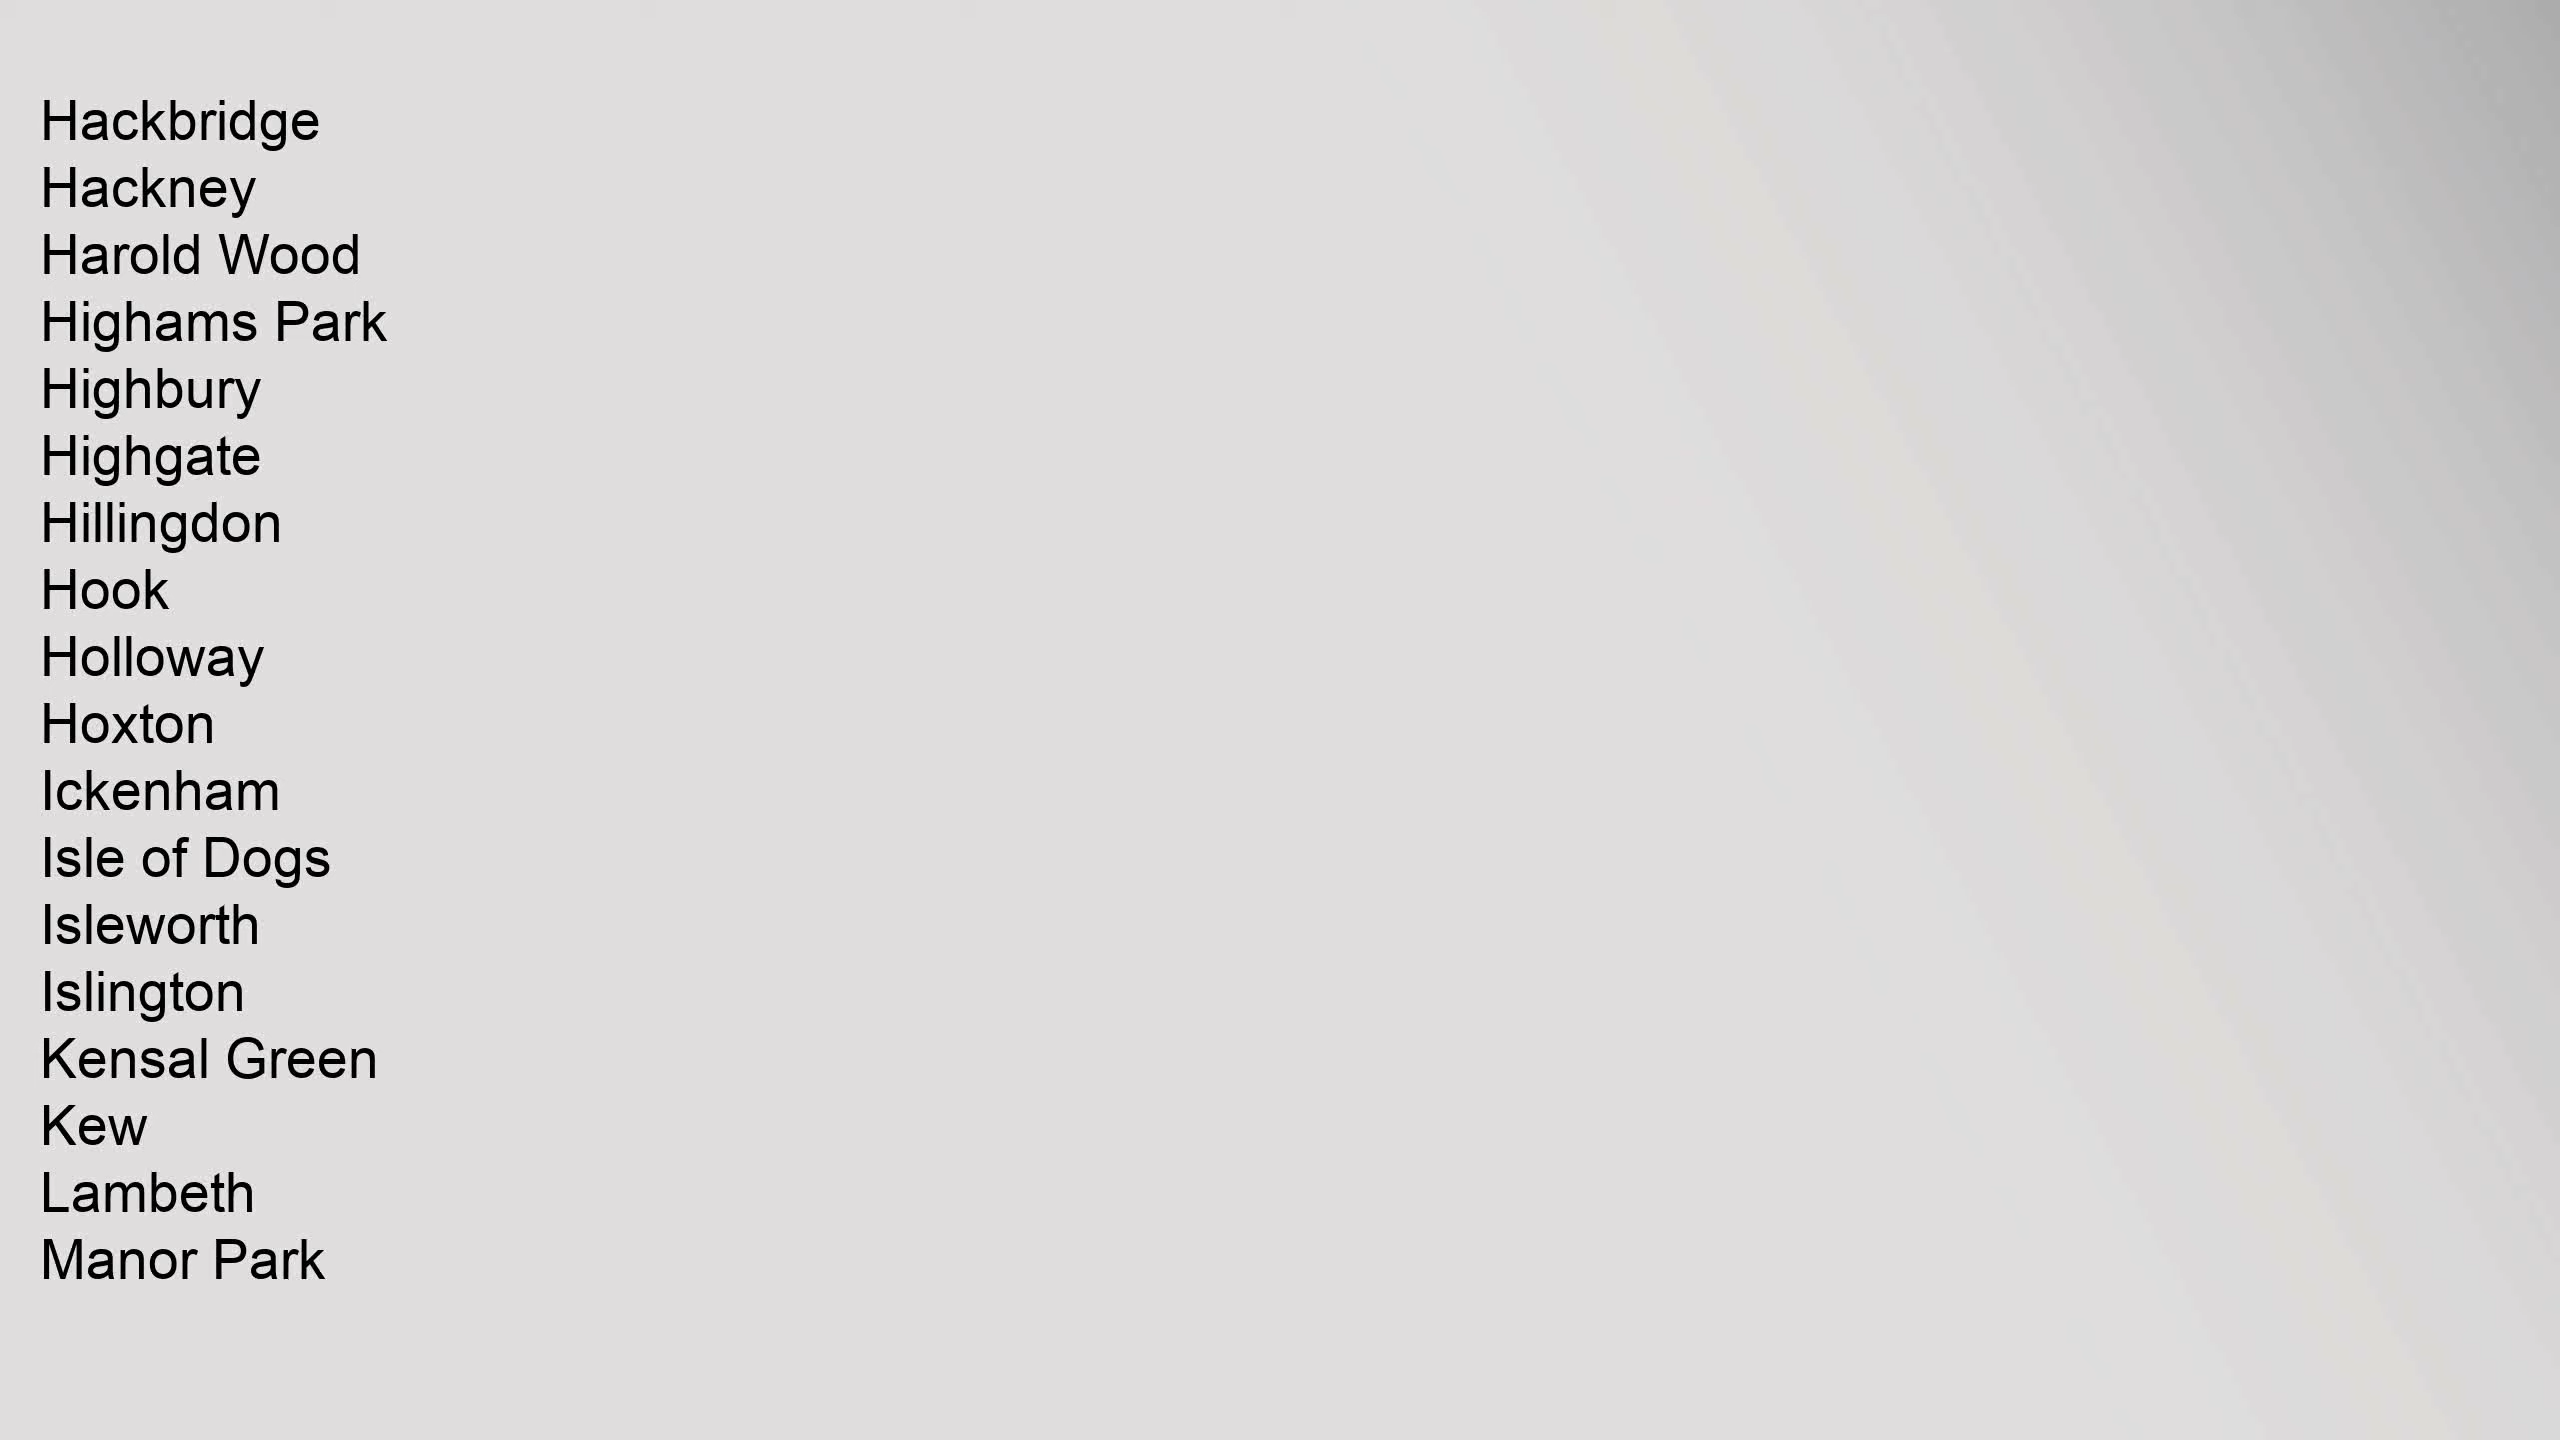 Hackbridge
Hackney
Harold Wood
Highams Park
Highbury
Highgate
Hillingdon
Hook
Holloway
Hoxton
Ickenham
Isle of Dogs
Isleworth
Islington
Kensal Green
Kew
Lambeth
Manor Park